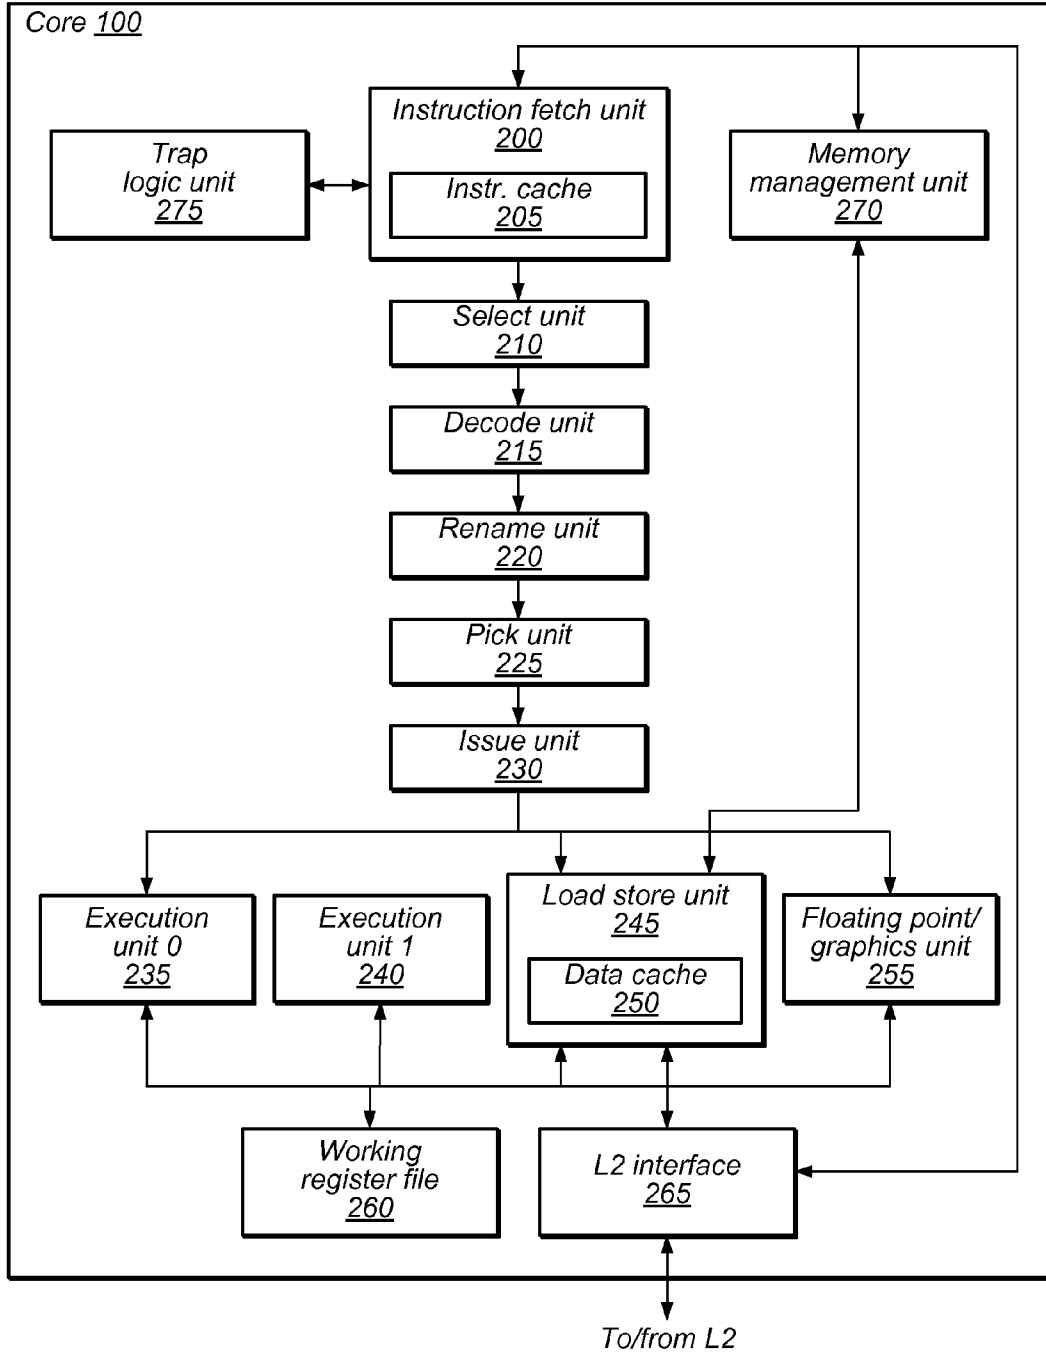 Core 100
Instruction fetch unit
200
Instr. cache
205
Trap
logic unit
275
Memory
management unit
270
Select unit
210
Decode unit
215
Rename unit
220
Pick unit
225
Issue unit
230
Execution
unit 0
235
Execution
unit 1
240
Load store unit
245
Data cache
250
Floating point/
graphics unit
255
Working
register file
260
L2 interface
265
To/from L2